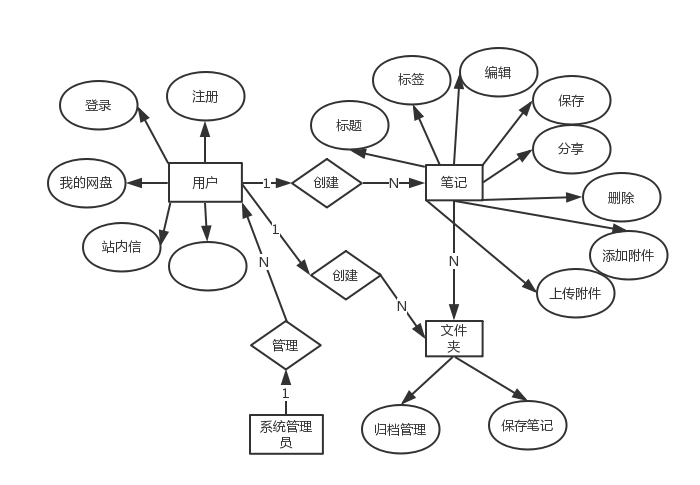 编辑
标签
保存
注册
登录
标题
分享
我的网盘
用户
1
创建
N
笔记
删除
1
站内信
添加附件
N
N
创建
上传附件
N
管理
文件
夹
1
系统管理
员
归档管理
保存笔记